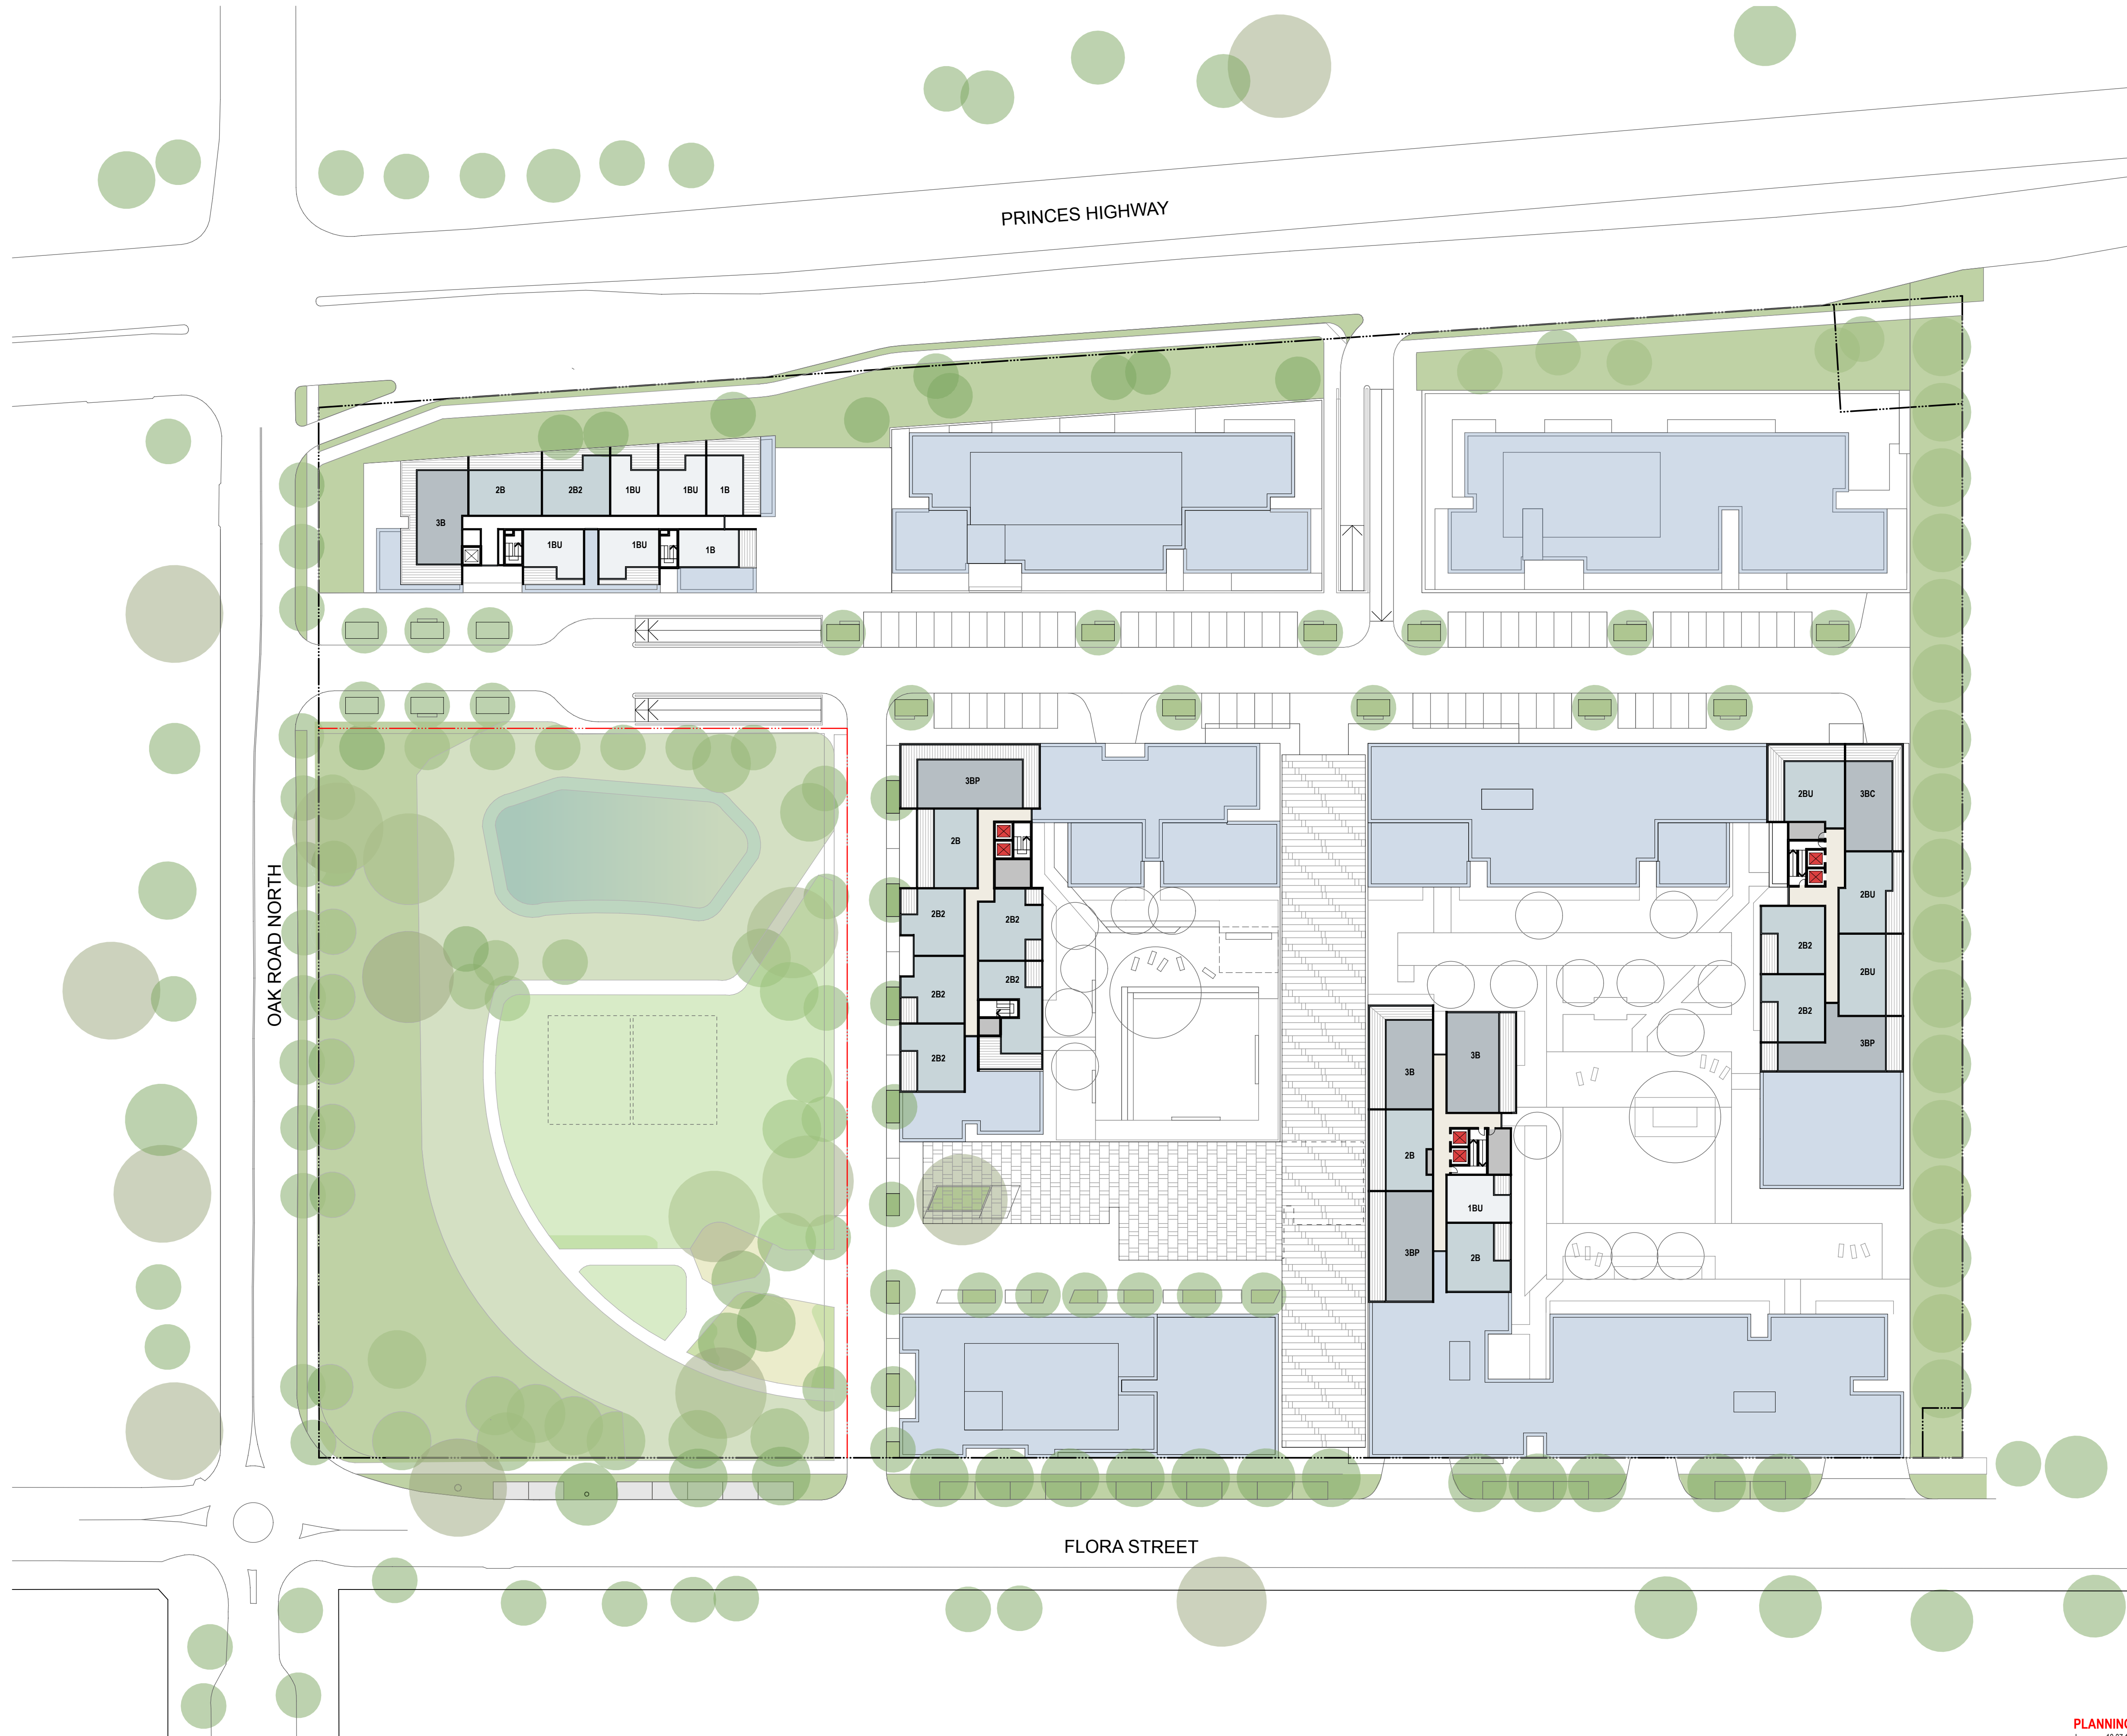 PRINCES HIGHWAY
2B
2B2
1BU
1BU
1B
3B
1BU
1BU
1B
OAK ROAD NORTH
3BP
2B
2B2
2B2
2B2
2B2
2B2
2BU
3BC
2BU
2B2
2BU
2B2
3BP
3B
3B
2B
1BU
3BP
2B
FLORA STREET
PLANNING